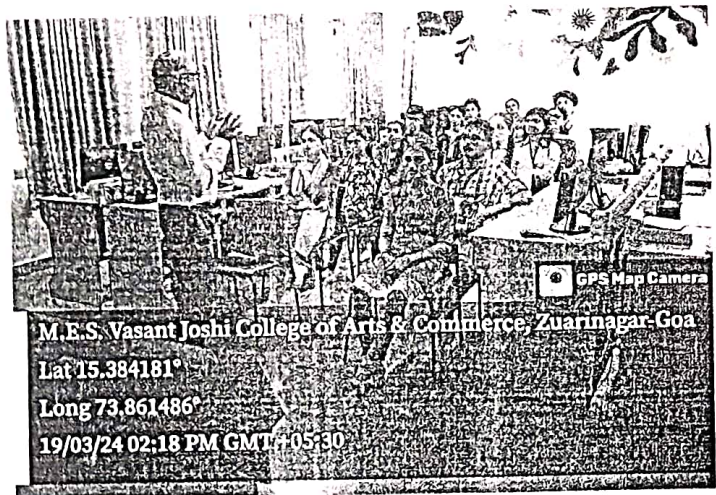 GPS Map Camera
M.E.S. Vasant Joshi College of Arts & Commerce, Zuarinagar-Goa
Lat 15.384181°
Long 73.861486°
19/03/24 02:18 PM GMT +05:30